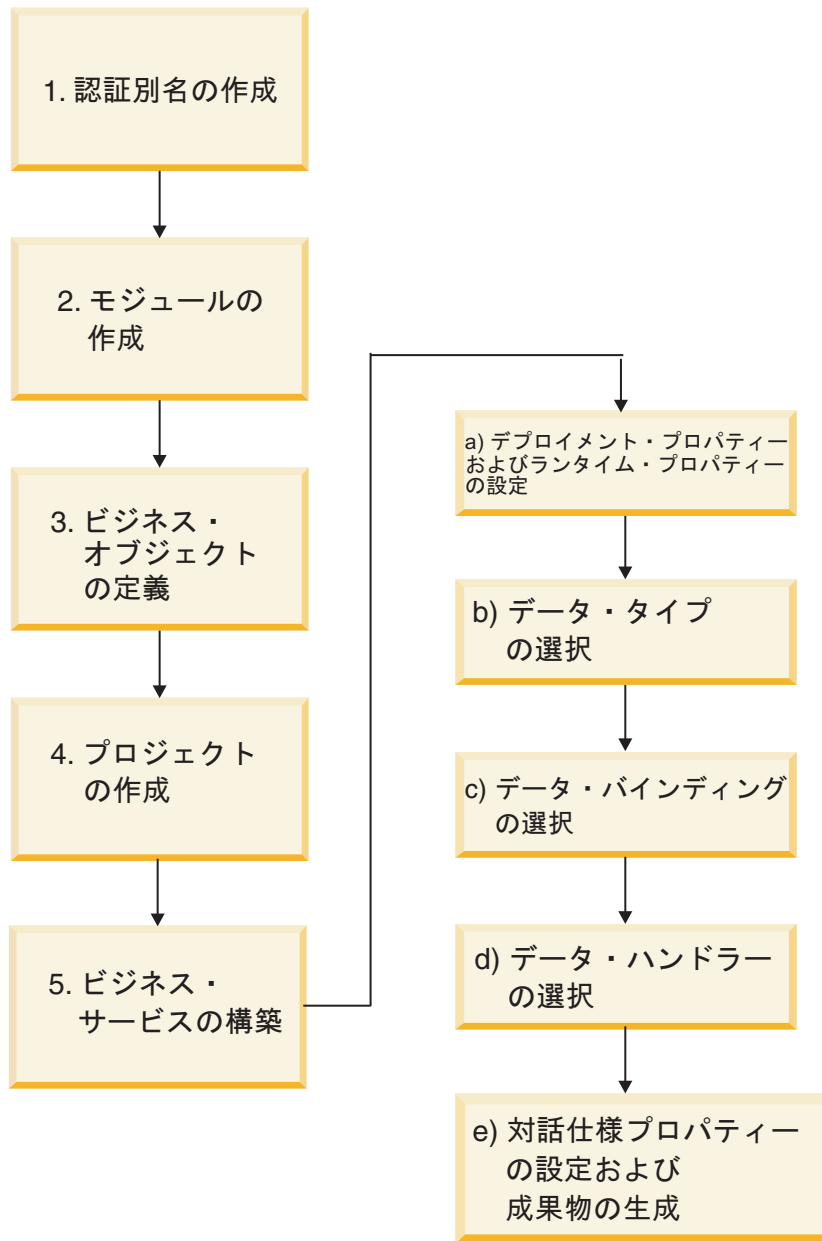 1. 認証別名の作成
2. モジュールの
作成
3. ビジネス・
オブジェクト
の定義
4. プロジェクト
の作成
5. ビジネス・
サービスの構築
a) デプロイメント・プロパティー
およびランタイム・プロパティー
の設定
b) データ・タイプ
の選択
c) データ・バインディング
の選択
d) データ・ハンドラー
の選択
e) 対話仕様プロパティー
の設定および
成果物の生成